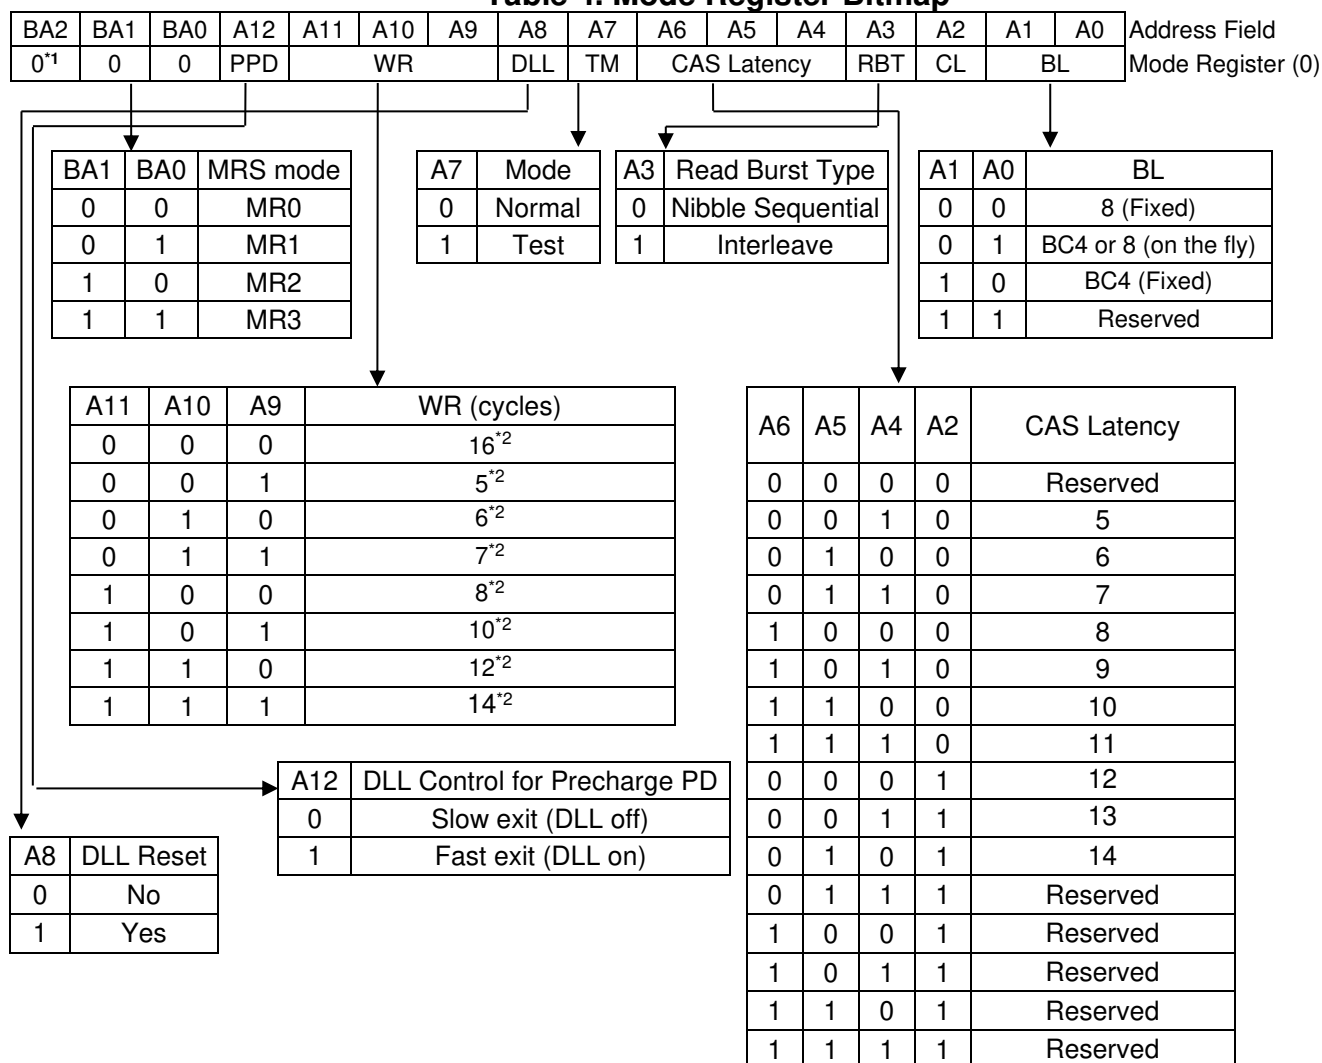 Table 4. Mode Register Bitmap
BA2 BA1 BA0 A12 A11 A10 A9 A8 A7 A6 A5 A4 A3 A2 A1 A0 Address Field
0*1 0 0 PPD WR DLL TM CAS Latency RBT CL BL Mode Register (0)
BA1 BA0 MRS mode
0 0 MR0
0 1 MR1
1 0 MR2
1 1 MR3
A7 Mode
0 Normal
1 Test
A3 Read Burst Type
0 Nibble Sequential
1 Interleave
A1 A0 BL
0 0 8 (Fixed)
0 1 BC4 or 8 (on the fly)
1 0 BC4 (Fixed)
1 1 Reserved
A11 A10 A9 WR (cycles)
0 0 0 16*2
0 0 1 5*2
0 1 0 6*2
0 1 1 7*2
1 0 0 8*2
1 0 1 10*2
1 1 0 12*2
1 1 1 14*2
A6 A5 A4 A2 CAS Latency
0 0 0 0 Reserved
0 0 1 0 5
0 1 0 0 6
0 1 1 0 7
1 0 0 0 8
1 0 1 0 9
1 1 0 0 10
1 1 1 0 11
0 0 0 1 12
0 0 1 1 13
0 1 0 1 14
0 1 1 1 Reserved
1 0 0 1 Reserved
1 0 1 1 Reserved
1 1 0 1 Reserved
1 1 1 1 Reserved
A12 DLL Control for Precharge PD
0 Slow exit (DLL off)
1 Fast exit (DLL on)
A8 DLL Reset
0 No
1 Yes